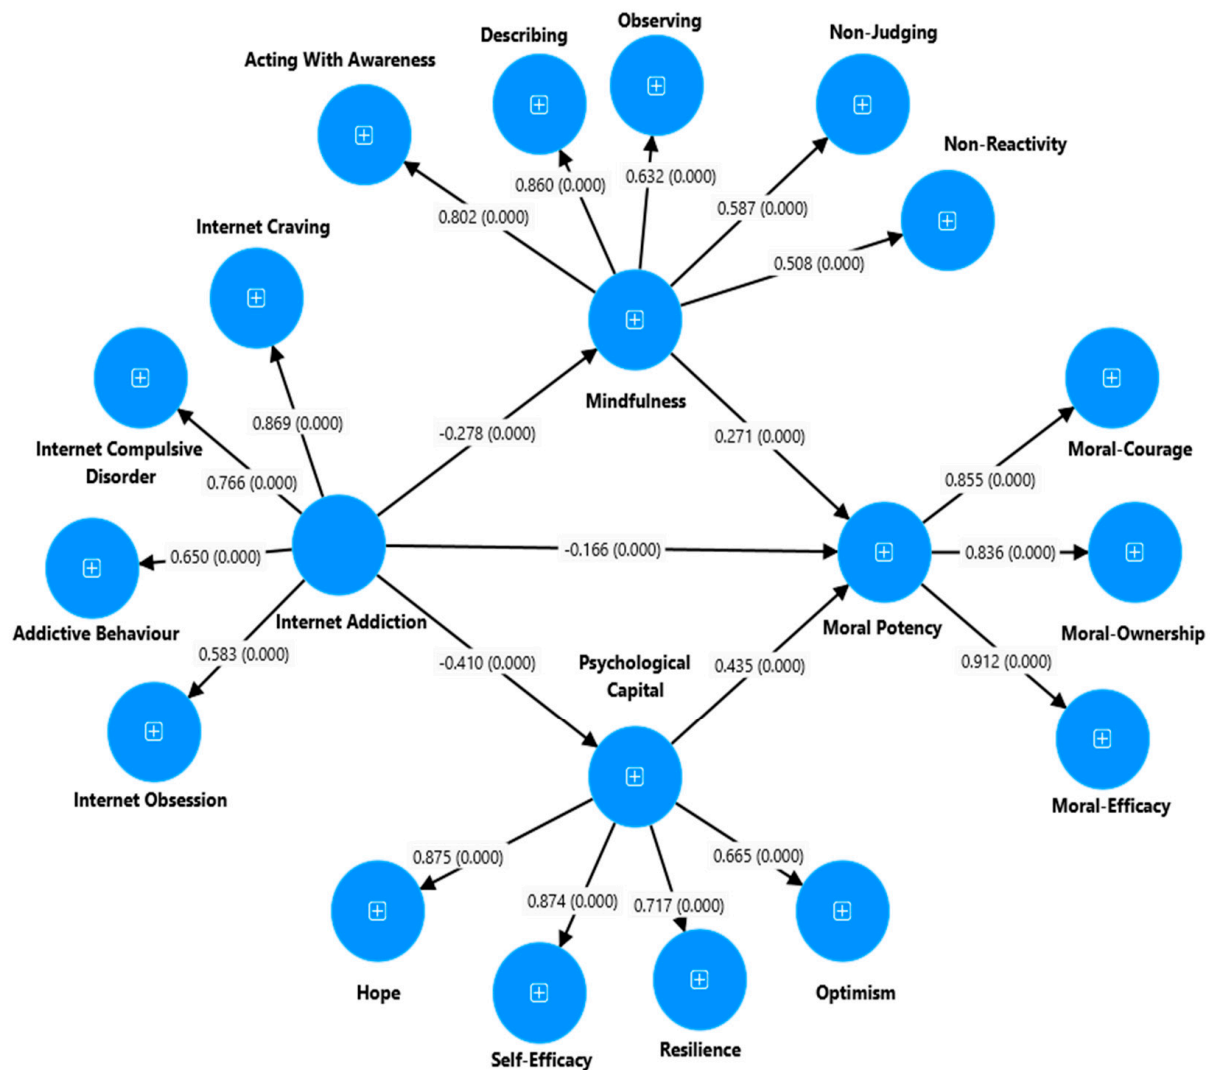 Observing
Describing
Non-Judging
Acting With Awareness
Non-Reactivity
0.860 (0.000)
0.632 (0.000)
0.802 (0.000)
0.587 (0.000)
Internet Craving
0.508 (0.000)
Mindfulness
0.869 (0.000)
-0.278 (0.000)
0.271 (0.000)
Internet Compulsive
Disorder
Moral-Courage
0.766 (0.000)
0.855 (0.000)
0.650 (0.000)
-0.166 (0.000)
0.836 (0.000)
Addictive Behaviour
Internet Addiction
Moral Potency
Moral-Ownership
0.583 (0.000)
-0.410 (0.000)
Psychological
Capital
0.435 (0.000)
0.912 (0.000)
Internet Obsession
Moral-Efficacy
0.875 (0.000)
0.665 (0.000)
0.874 (0.000)
0.717 (0.000)
Hope
Optimism
Self-Efficacy
Resilience